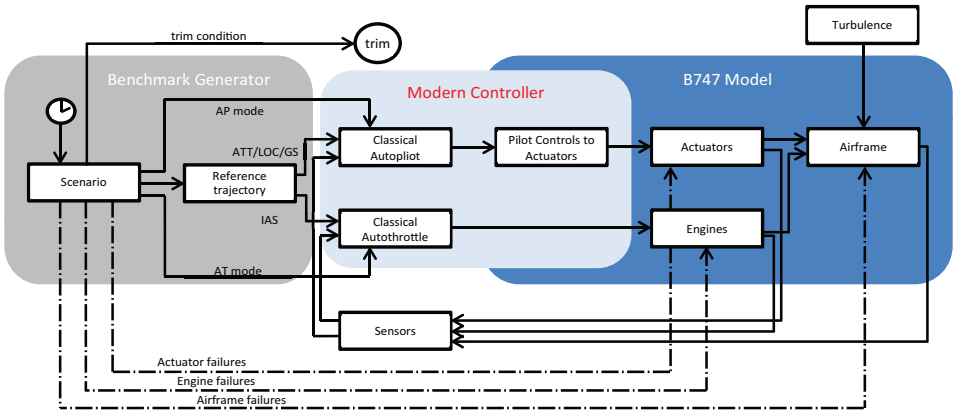 Turbulence
trim condition
trim
Benchmark Generator
Modern Controller
B747 Model
AP mode
ATT/LOC/GS
Scenario
Reference
trajectory
Classical
Autopliot
Pilot Controls to
Actuators
Actuators
Airframe
IAS
Classical
Autothrottle
Engines
AT mode
Sensors
Actuator failures
Engine failures
Airframe failures